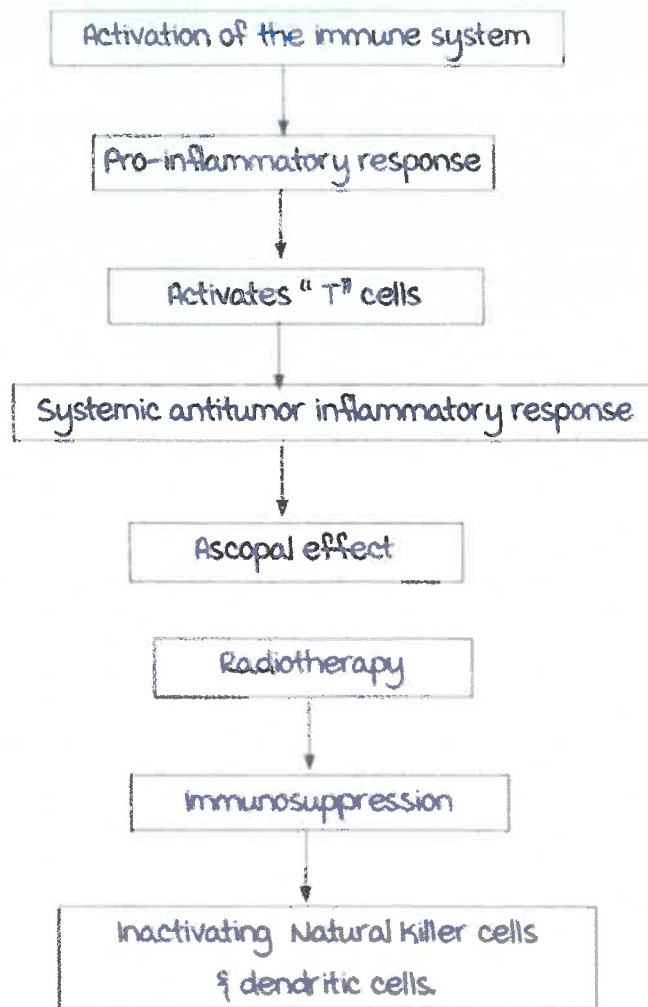 Activation of the immune system
Pro-inflammatory response
Activates "T" cells
Systemic antitumor inflammatory response
Ascopal effect
Radiotherapy
Immunosuppression
Inactivating Natural Killer cells
& dendritic cells.